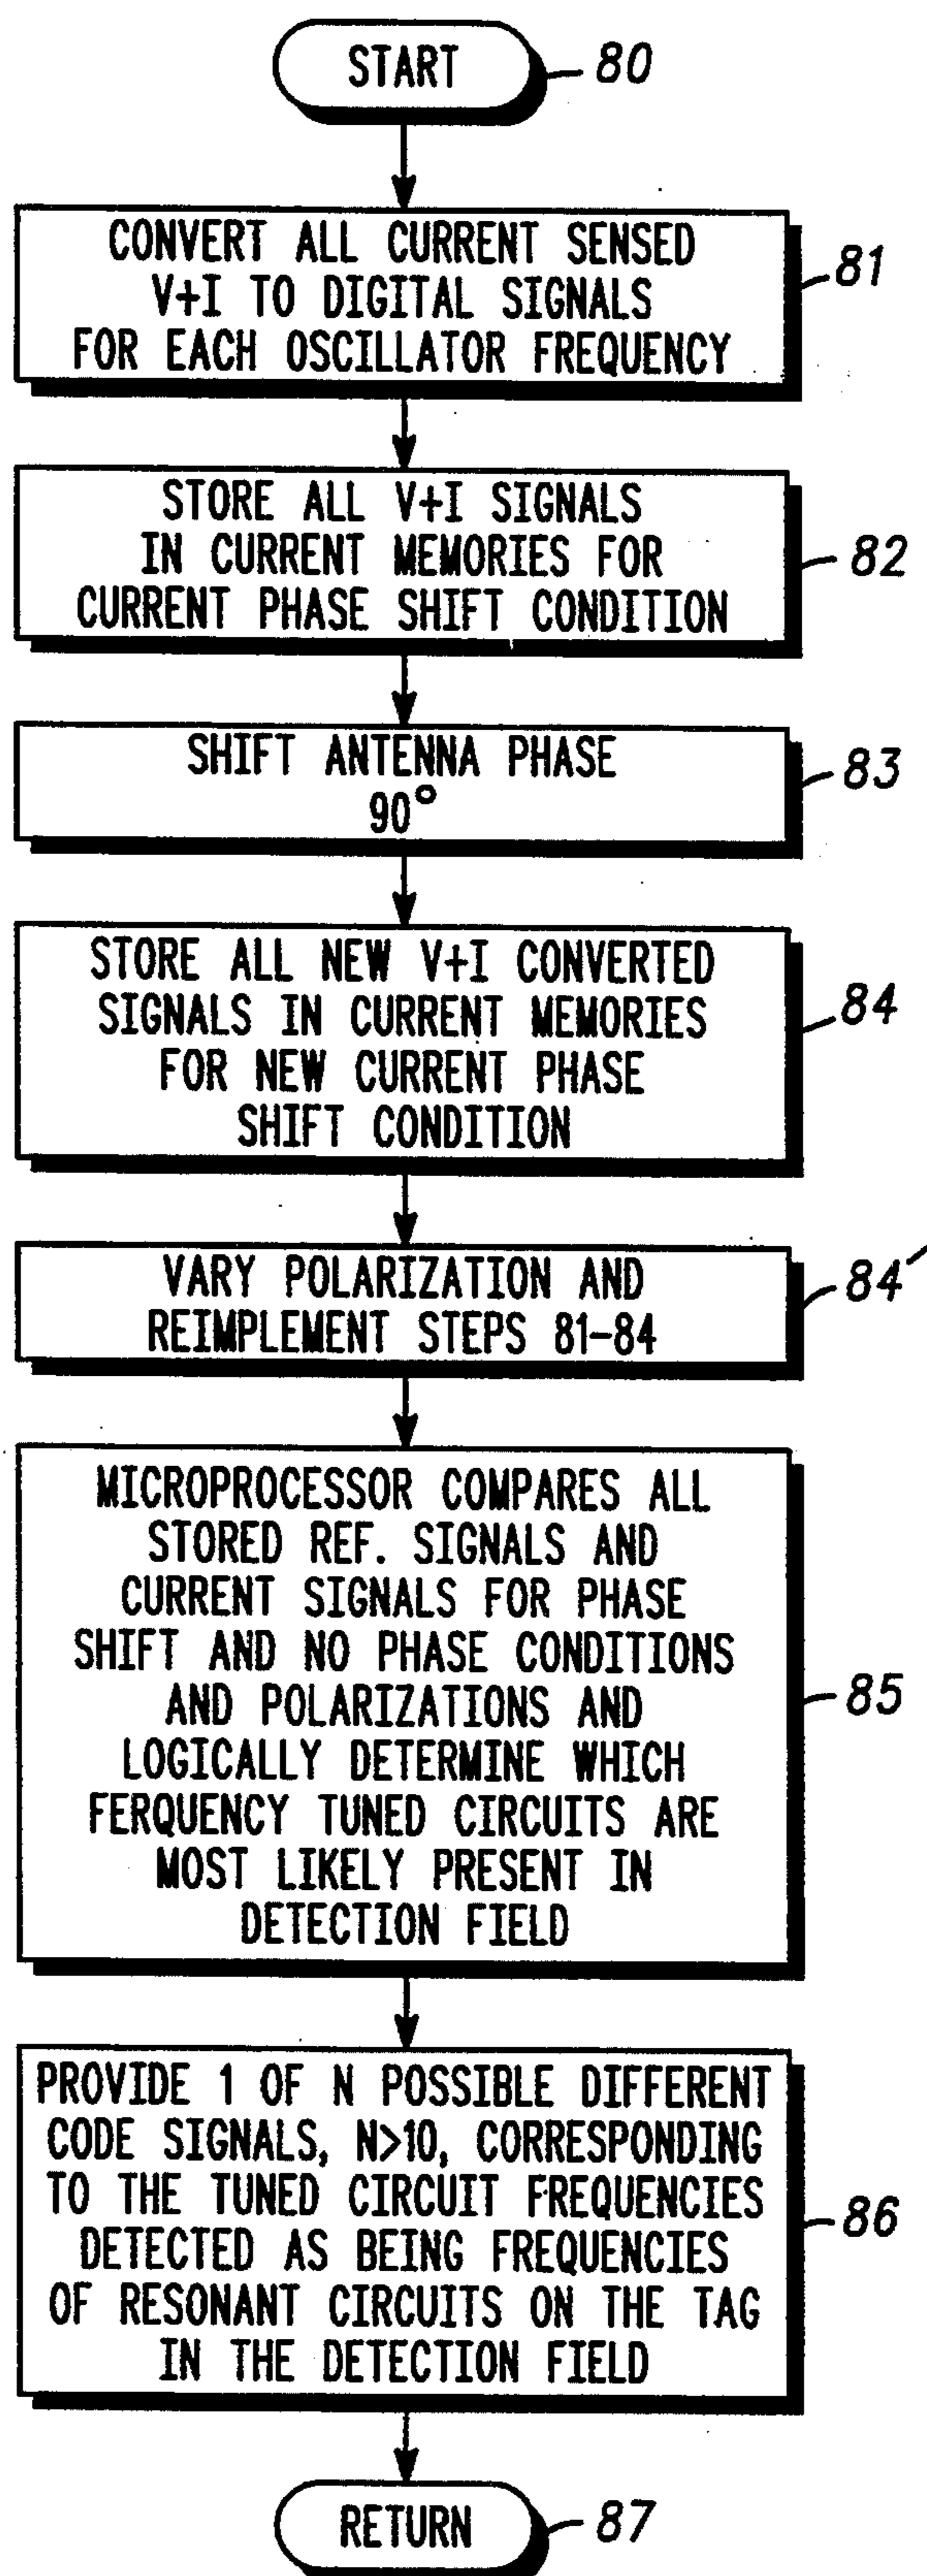 START
80
CONVERT ALL CURRENT SENSED
V+I TO DIGITAL SIGNALS
FOR EACH OSCILLATOR FREQUENCY
81
STORE ALL V+I SIGNALS
IN CURRENT MEMORIES FOR
CURRENT PHASE SHIFT CONDITION
82
SHIFT ANTENNA PHASE
90°
83
STORE ALL NEW V+I CONVERTED
SIGNALS IN CURRENT MEMORIES
FOR NEW CURRENT PHASE
SHIFT CONDITION
84
VARY POLARIZATION AND
REIMPLEMENT STEPS 81-84
84'
MICROPROCESSOR COMPARES ALL
STORED REF. SIGNALS AND
CURRENT SIGNALS FOR PHASE
SHIFT AND NO PHASE CONDITIONS
AND POLARIZATIONS AND
LOGICALLY DETERMINE WHICH
FERQUENCY TUNED CIRCUITS ARE
MOST LIKELY PRESENT IN
DETECTION FIELD
85
PROVIDE 1 OF N POSSIBLE DIFFERENT
CODE SIGNALS, N>10, CORRESPONDING
TO THE TUNED CIRCUIT FREQUENCIES
DETECTED AS BEING FREQUENCIES
OF RESONANT CIRCUITS ON THE TAG
IN THE DETECTION FIELD
86
RETURN
87